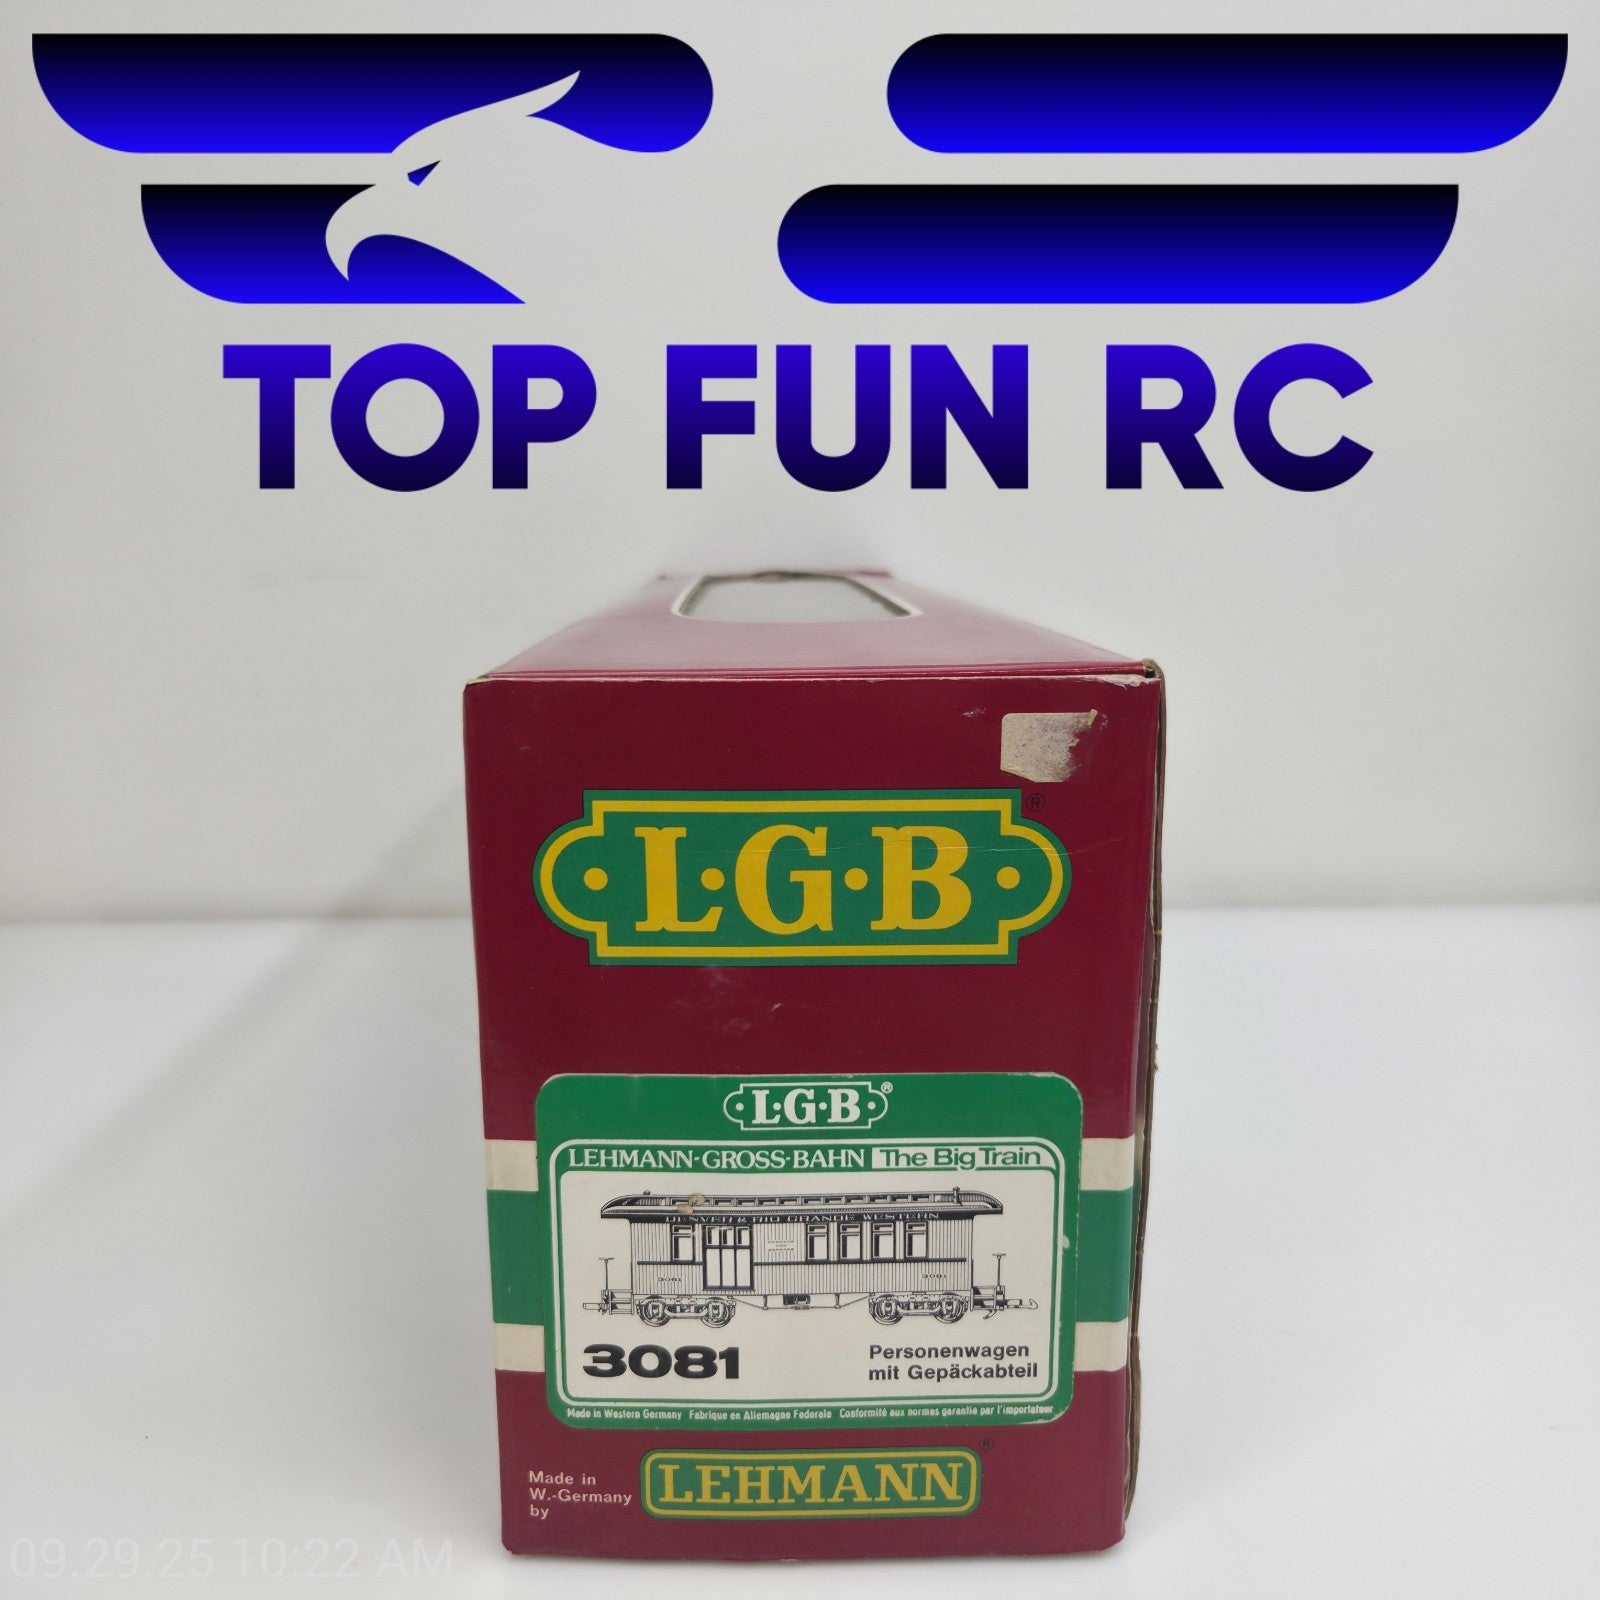 TOP FUN RC
L·G·B ®
L·G·B ®
LEHMANN-GROSS-BAHN The Big Train
DENVER & RIO GRANDE WESTERN
3081 3081
3081
Personenwagen
mit Gepäckabteil
Made in Western Germany Fabrique en Allemagne Federale Conformité aux normes garantie par l'importateur
Made in
W.-Germany
by
LEHMANN ®
09.29.25 10:22 AM